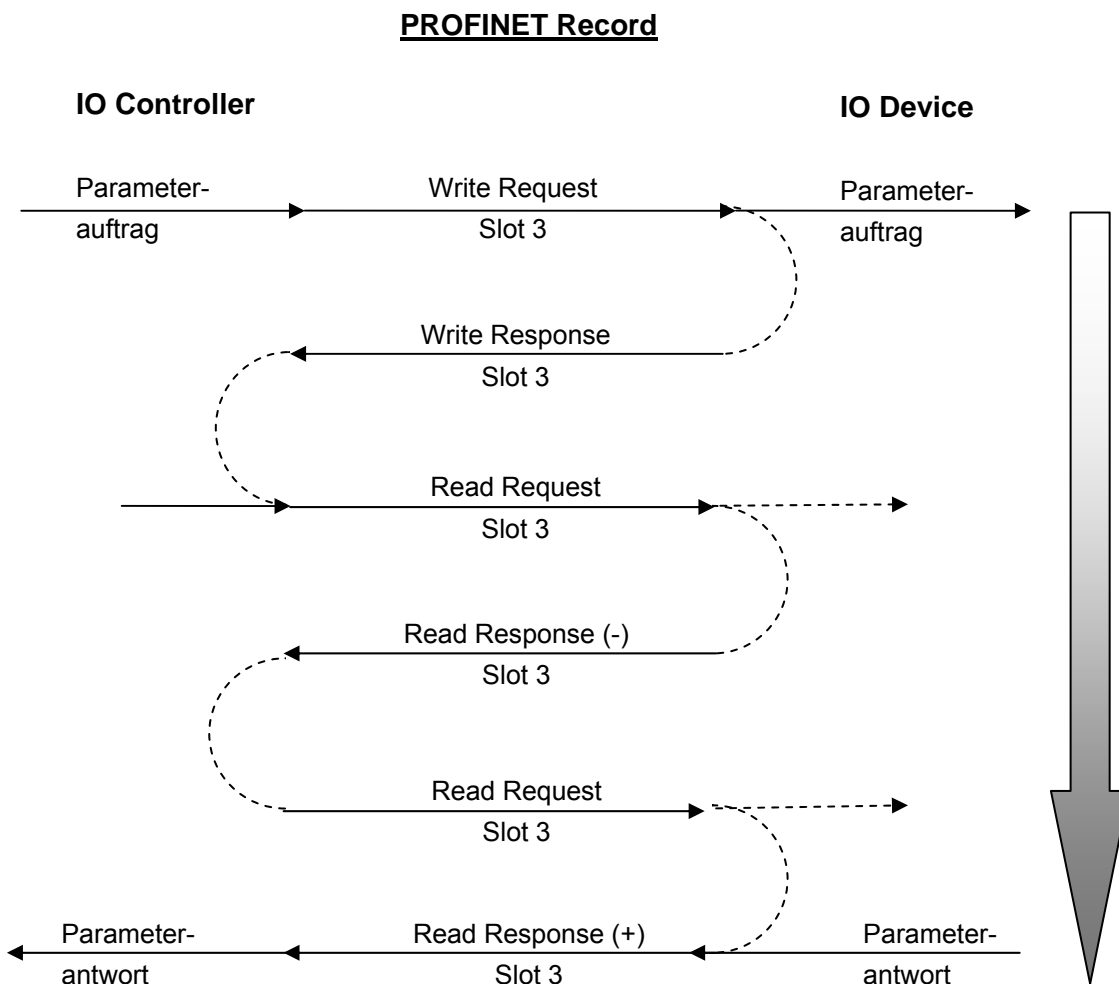 PROFINET Record
IO Controller
IO Device
Parameter-
auftrag
Write Request
Slot 3
Parameter-
auftrag
Write Response
Slot 3
Read Request
Slot 3
Read Response (-)
Slot 3
Read Request
Slot 3
Parameter-
antwort
Read Response (+)
Slot 3
Parameter-
antwort